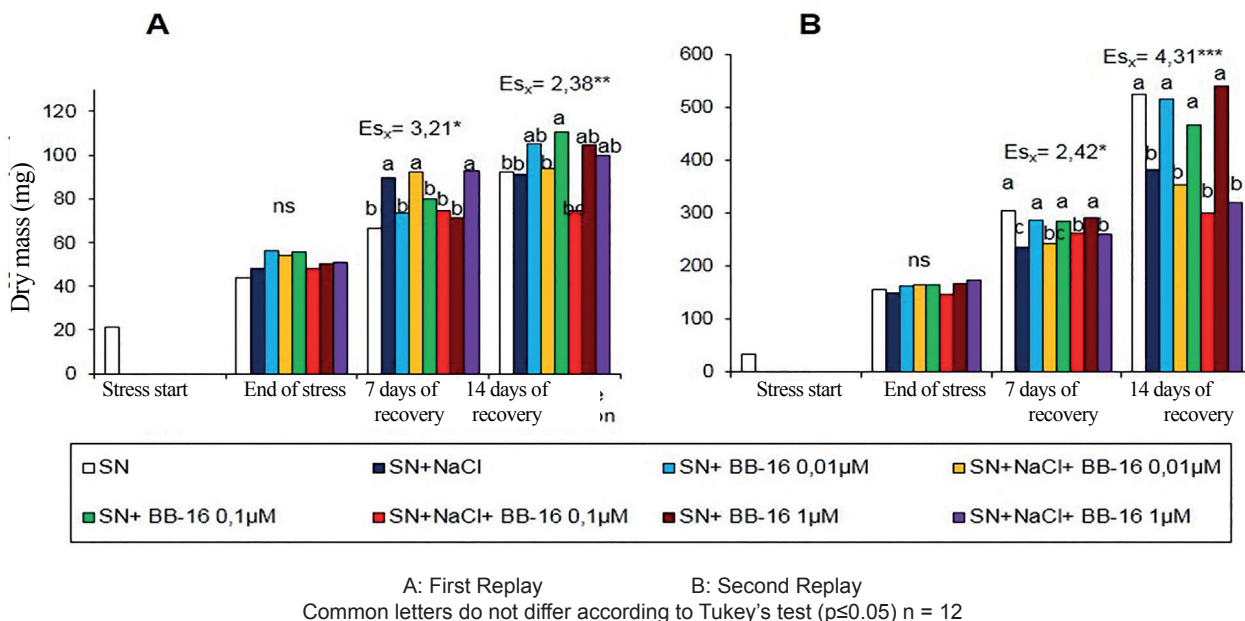 A
Dry mass (mg)
120
100
80
60
40
20
0
ns
Esx= 3,21*
b a b a b b b a
Esx= 2,38**
b b ab b a bc ab ab
Stress start
End of stress
7 days of recovery
14 days of recovery
B
600
500
400
300
200
100
0
ns
Esx= 2,42*
a c a bc a b a b
Esx= 4,31***
a b a b a b a b
Stress start
End of stress
7 days of recovery
14 days of recovery
SN
SN+NaCl
SN+ BB-16 0,01µM
SN+NaCl+ BB-16 0,01µM
SN+ BB-16 0,1µM
SN+NaCl+ BB-16 0,1µM
SN+ BB-16 1µM
SN+NaCl+ BB-16 1µM
A: First Replay
B: Second Replay
Common letters do not differ according to Tukey's test (p≤0.05) n = 12